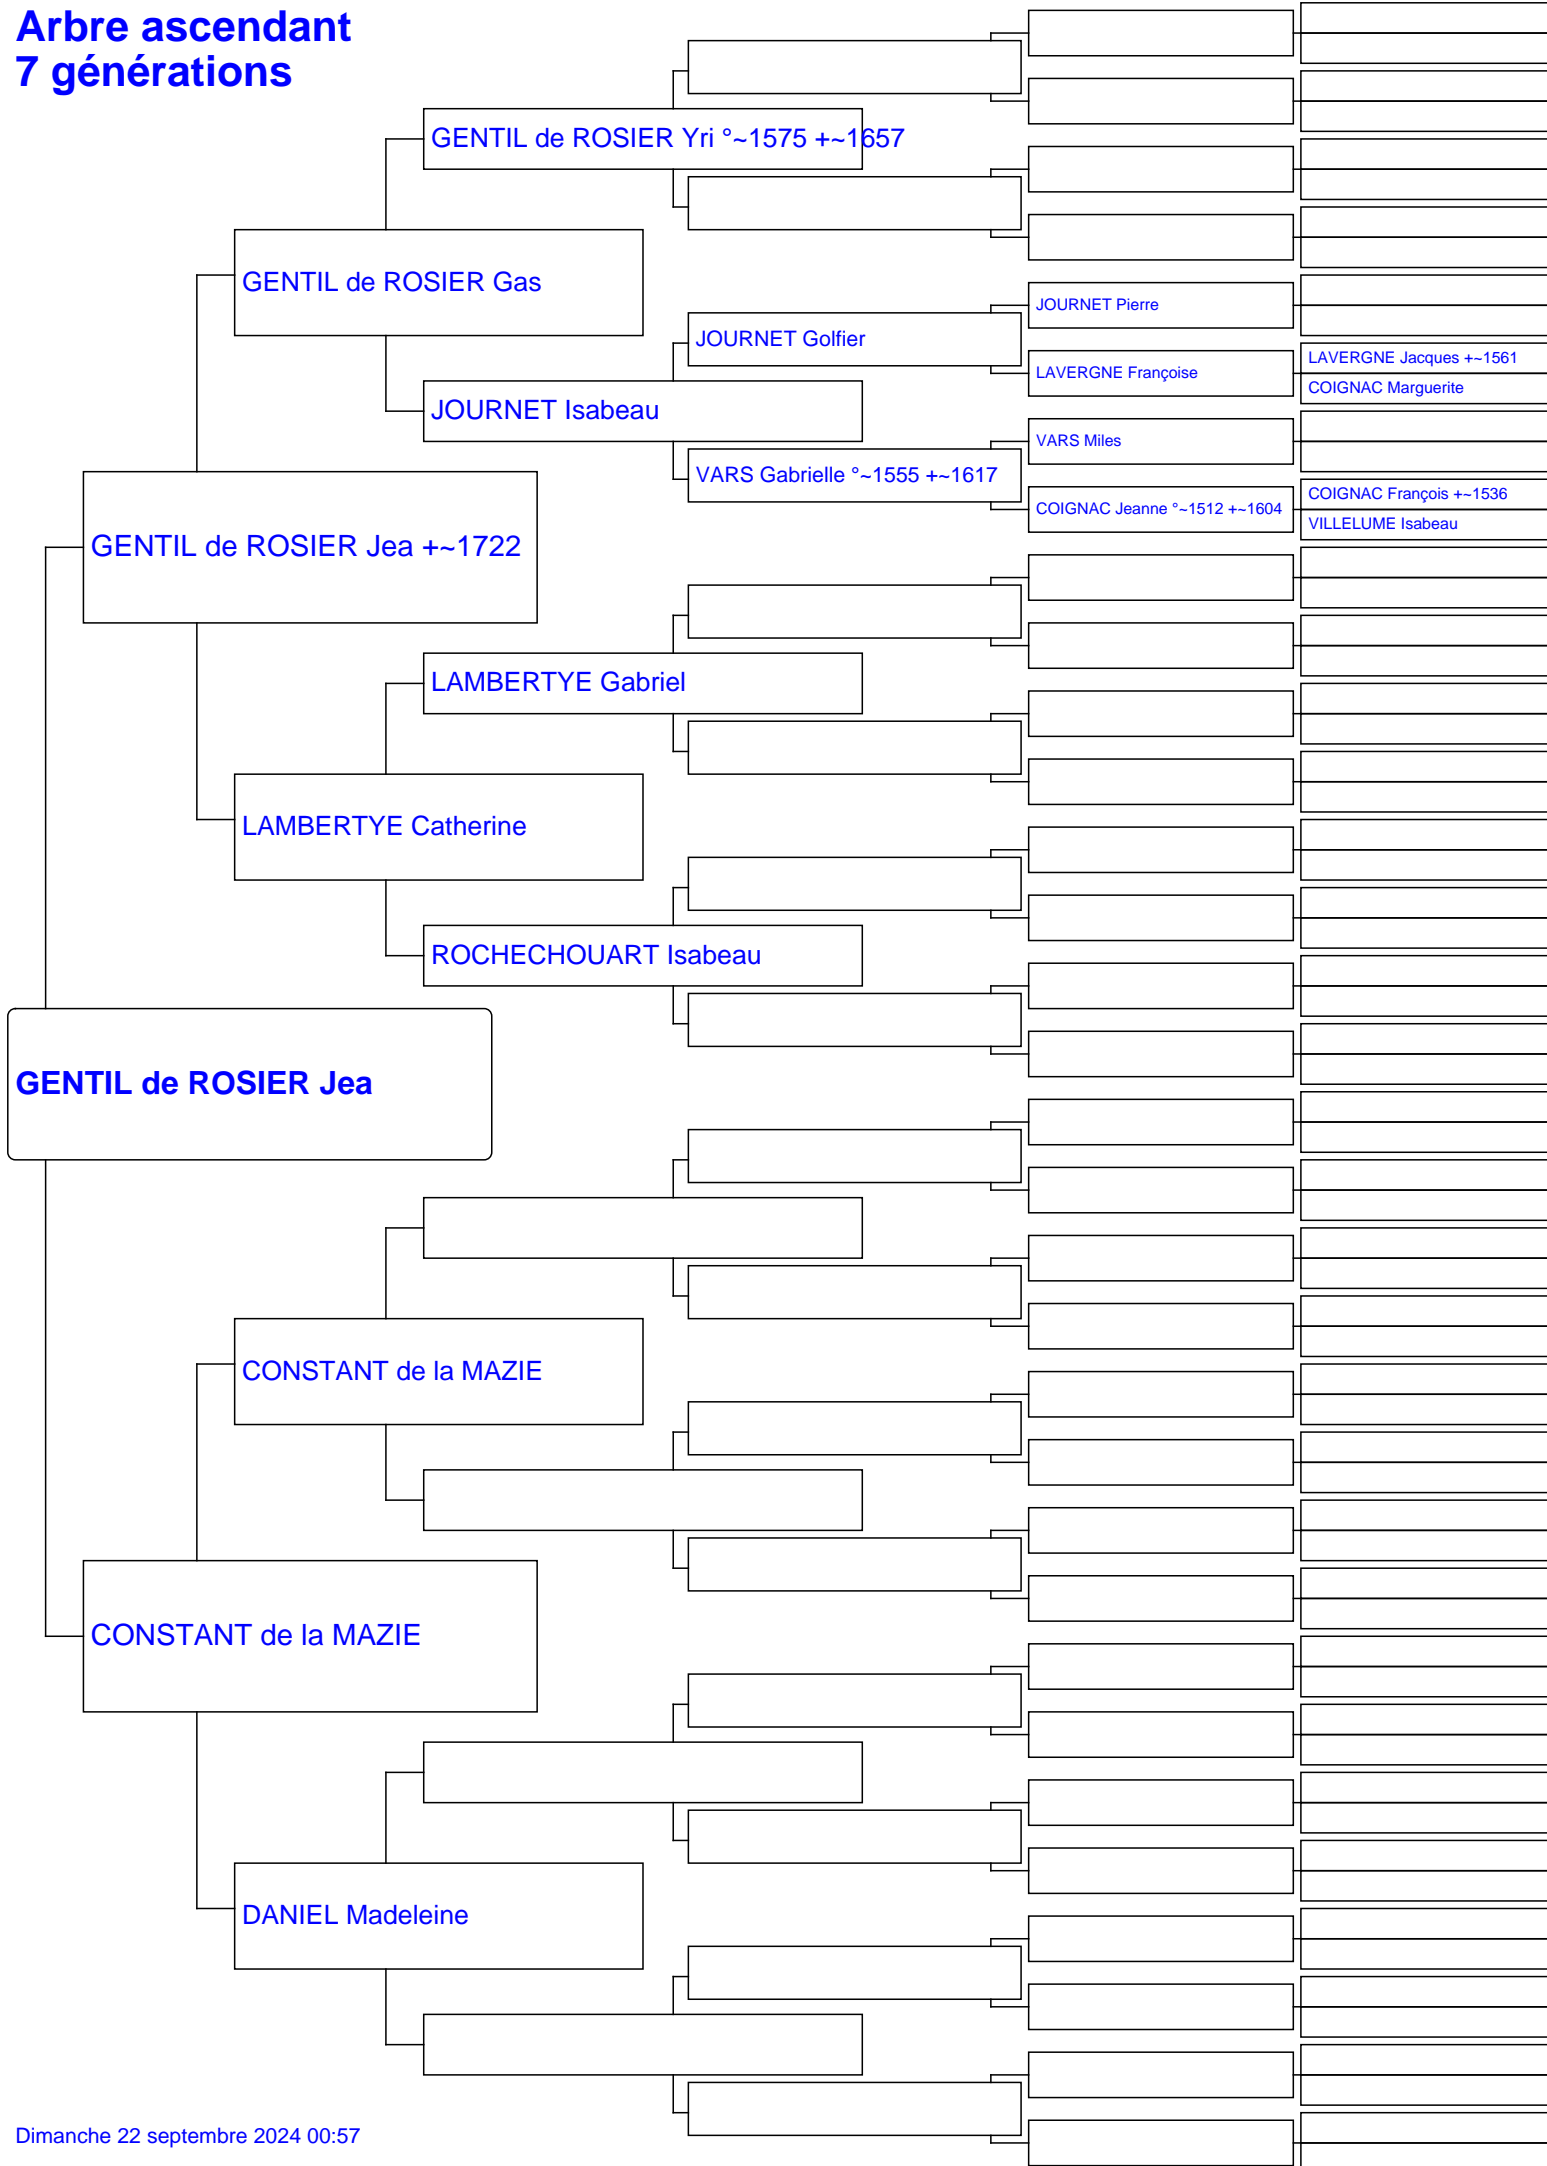 Arbre ascendant
7 générations
GENTIL de ROSIER Yri °~1575 +~1657
GENTIL de ROSIER Gas
JOURNET Pierre
JOURNET Golfier
LAVERGNE Jacques +~1561
LAVERGNE Françoise
COIGNAC Marguerite
JOURNET Isabeau
VARS Miles
VARS Gabrielle °~1555 +~1617
COIGNAC François +~1536
COIGNAC Jeanne °~1512 +~1604
VILLELUME Isabeau
GENTIL de ROSIER Jea +~1722
LAMBERTYE Gabriel
LAMBERTYE Catherine
ROCHECHOUART Isabeau
GENTIL de ROSIER Jea
CONSTANT de la MAZIE
CONSTANT de la MAZIE
DANIEL Madeleine
Dimanche 22 septembre 2024 00:57